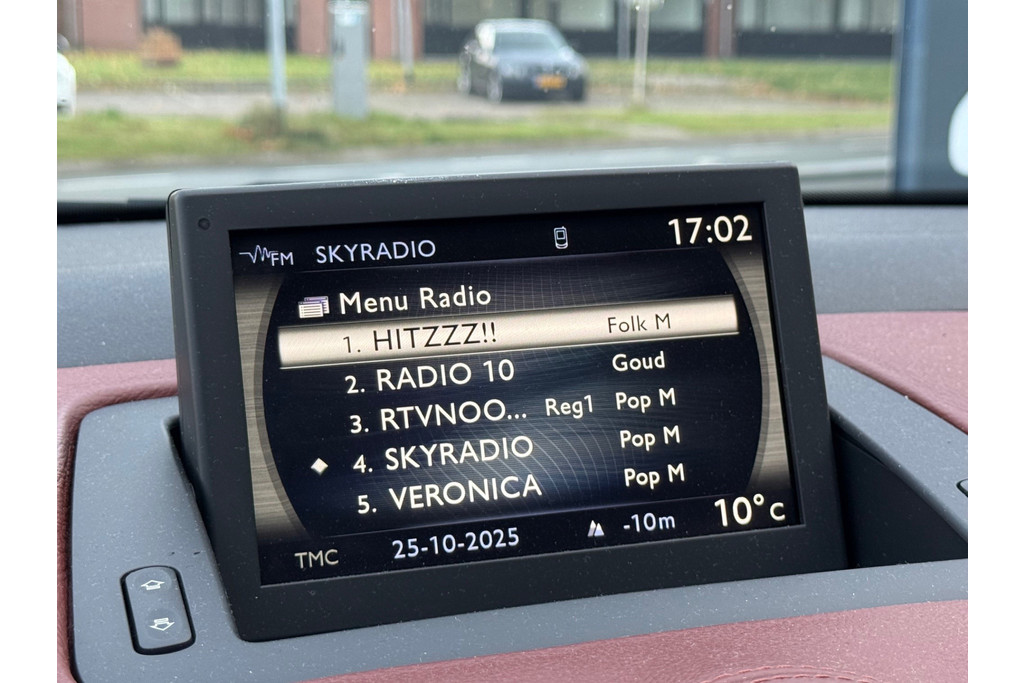 FM SKYRADIO 17:02
Menu Radio
1. HITZZZ!! Folk M
2. RADIO 10 Goud
3. RTVNOO... Reg1 Pop M
4. SKYRADIO Pop M
5. VERONICA Pop M
TMC 25-10-2025 -10m 10°C